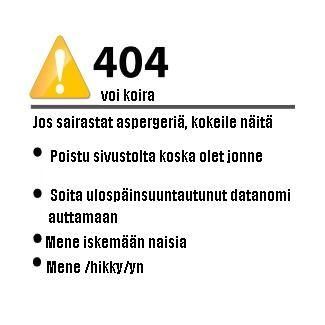 404
voi koira
Jos sairastat aspergeriä, kokeile näitä
• Poistu sivustolta koska olet jonne
• Soita ulospäinsuuntautunut datanomi
auttamaan
• Mene iskemään naisia
• Mene /hikky/yn